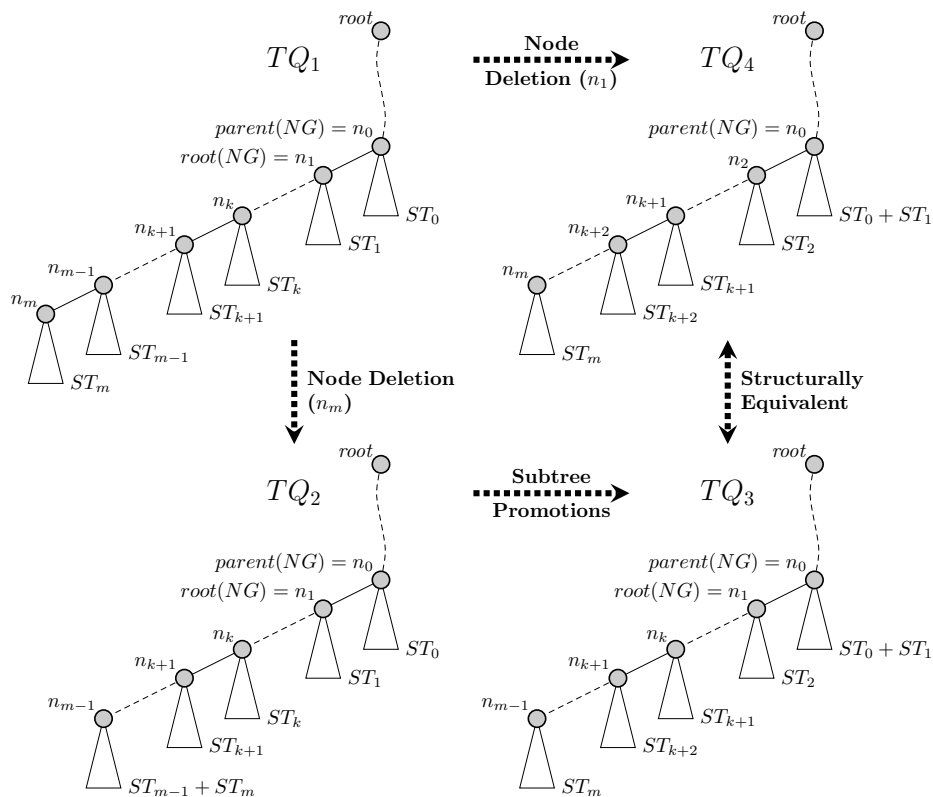 root
root
TQ_1
Node
Deletion (n_1)
TQ_4
parent(NG) = n_0
root(NG) = n_1
n_k
n_{k+1}
n_{m−1}
n_m
ST_0
ST_1
ST_k
ST_{k+1}
ST_{m−1}
ST_m
parent(NG) = n_0
n_2
n_{k+1}
n_{k+2}
n_m
ST_0 + ST_1
ST_2
ST_{k+1}
ST_{k+2}
ST_m
Node Deletion
(n_m)
Structurally
Equivalent
root
root
TQ_2
Subtree
Promotions
TQ_3
parent(NG) = n_0
root(NG) = n_1
n_k
n_{k+1}
n_{m−1}
ST_0
ST_1
ST_k
ST_{k+1}
ST_{m−1} + ST_m
parent(NG) = n_0
root(NG) = n_1
n_k
n_{k+1}
n_{m−1}
ST_0 + ST_1
ST_2
ST_{k+1}
ST_{k+2}
ST_m